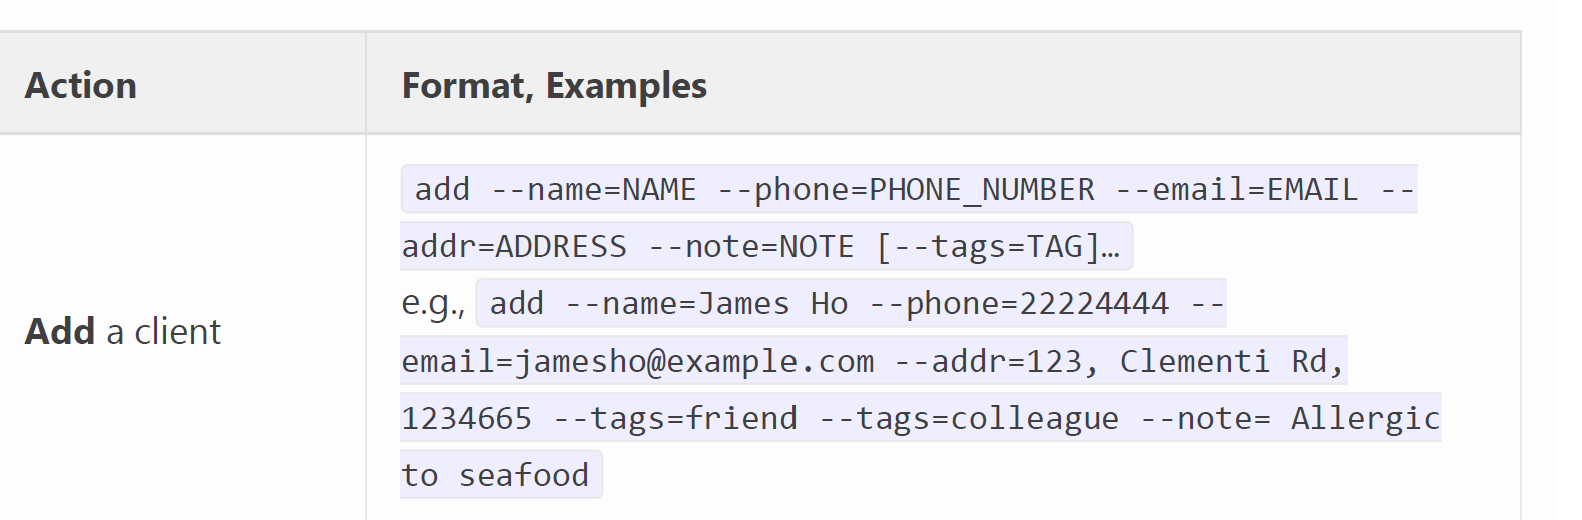 Action
Format, Examples
Add a client
add --name=NAME --phone=PHONE_NUMBER --email=EMAIL --
addr=ADDRESS --note=NOTE [--tags=TAG]…
e.g., add --name=James Ho --phone=22224444 --
email=jamesho@example.com --addr=123, Clementi Rd,
1234665 --tags=friend --tags=colleague --note= Allergic
to seafood